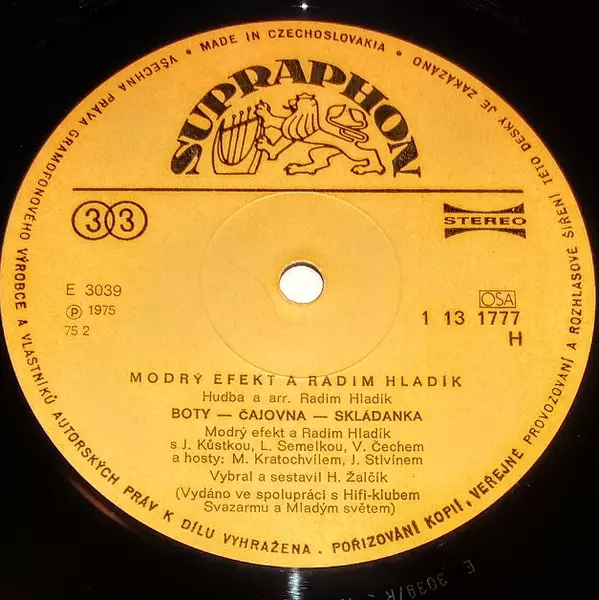 VŠECHNA PRÁVA GRAMOFONOVÉHO VÝROBCE A VLASTNÍKŮ AUTORSKÝCH PRÁV K DÍLU VYHRAŽENA . POŘIZOVÁNÍ KOPIÍ, VEŘEJNÉ PROVOZOVÁNÍ A ROZHLASOVÉ ŠÍŘENÍ TÉTO DESKY JE ZAKÁZÁNO
• MADE IN CZECHOSLOVAKIA •
SUPRAPHON
33
STEREO
E 3039
Ⓟ 1975
75 2
OSA
1 13 1777
H
MODRÝ EFEKT A RADIM HLADÍK
Hudba a arr. Radim Hladík
BOTY — ČAJOVNA — SKLÁDANKA
Modrý efekt a Radim Hladík
s J. Kůstkou, L. Semelkou, V. Čechem
a hosty: M. Kratochvílem, J. Stivínem
Vybral a sestavil H. Žalčík
(Vydáno ve spolupráci s Hifi-klubem
Svazarmu a Mladým světem)